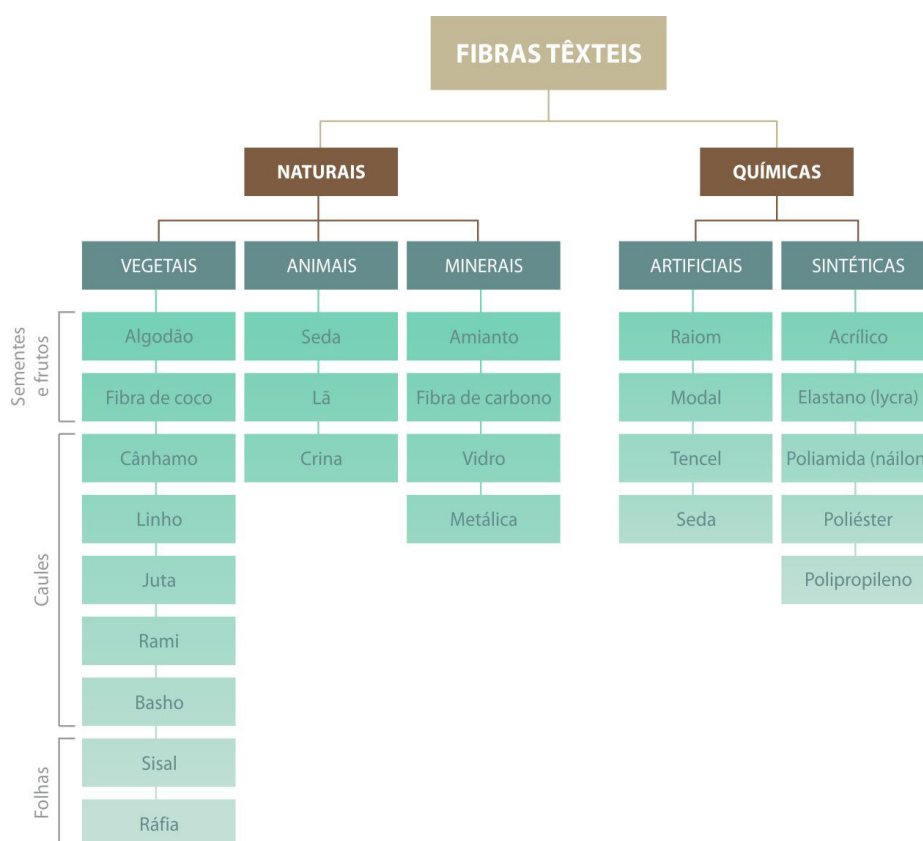 FIBRAS TÊXTEIS
NATURAIS
QUÍMICAS
VEGETAIS
ANIMAIS
MINERAIS
ARTIFICIAIS
SINTÉTICAS
Sementes
e frutos
Algodão
Seda
Amianto
Raiom
Acrílico
Fibra de coco
Lã
Fibra de carbono
Modal
Elastano (lycra)
Caules
Cânhamo
Crina
Vidro
Tencel
Poliamida (náilon
Linho
Metálica
Seda
Poliéster
Juta
Polipropileno
Rami
Basho
Folhas
Sisal
Ráfia